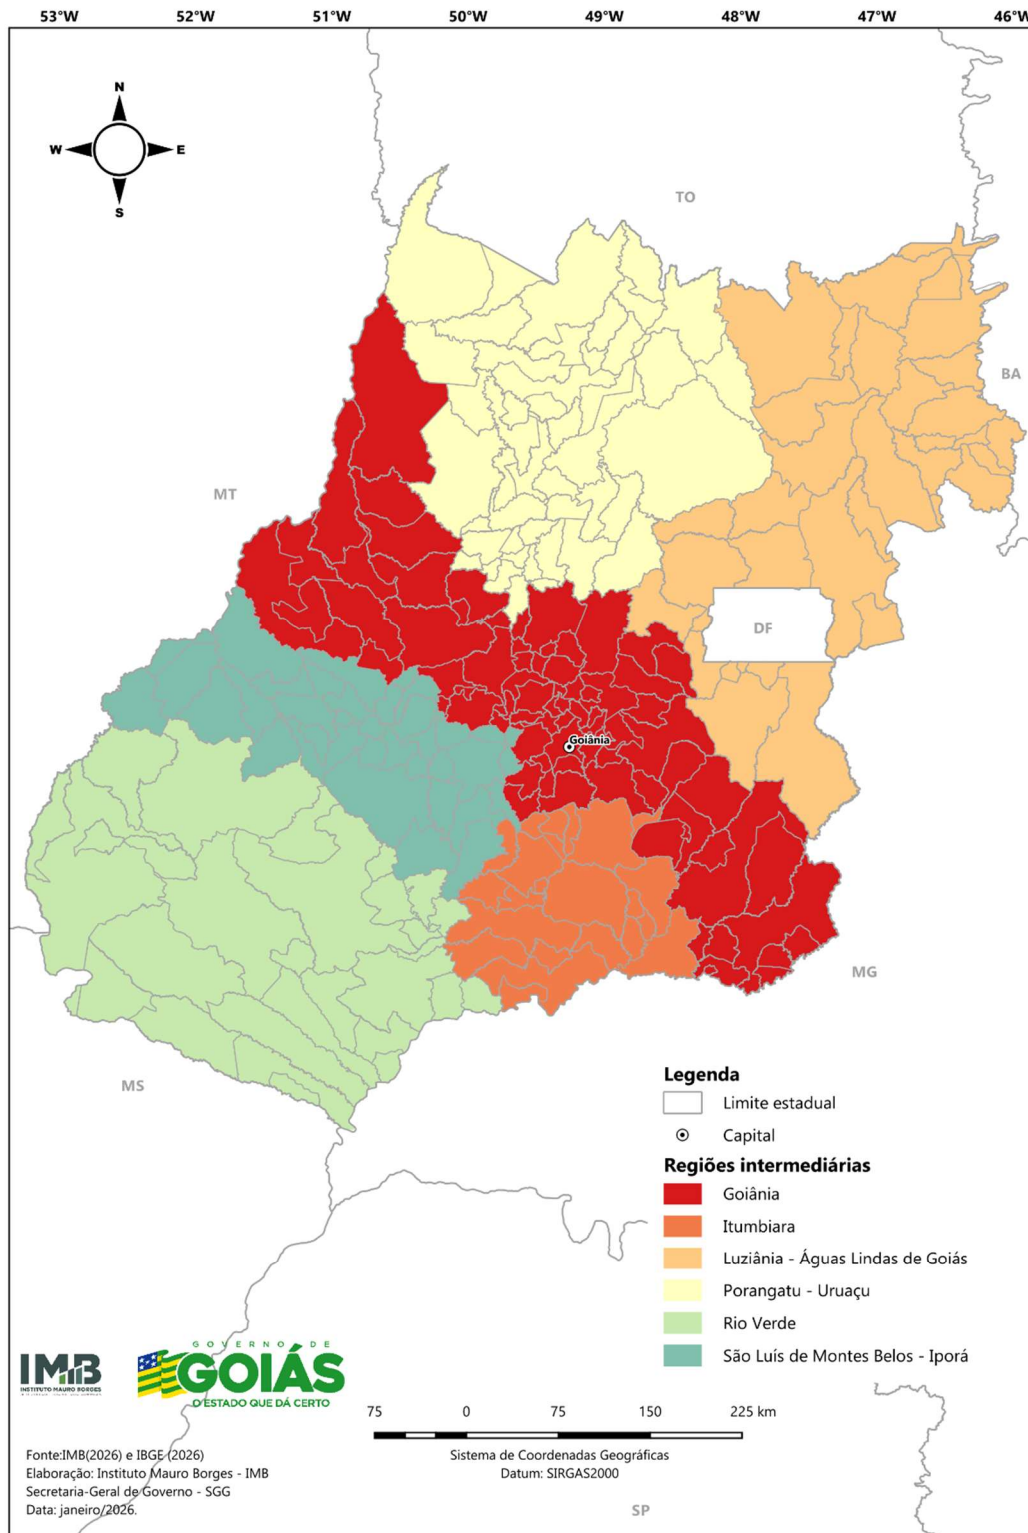 53°W 52°W 51°W 50°W 49°W 48°W 47°W 46°W
N
W E
S
TO
BA
MT
DF
Goiânia
MG
MS
Legenda
Limite estadual
Capital
Regiões intermediárias
Goiânia
Itumbiara
Luziânia - Águas Lindas de Goiás
Porangatu - Uruaçu
Rio Verde
São Luís de Montes Belos - Iporá
IMB
INSTITUTO MAURO BORGES
GOVERNO DE
GOIÁS
O ESTADO QUE DÁ CERTO
75 0 75 150 225 km
Sistema de Coordenadas Geográficas
Datum: SIRGAS2000
Fonte:IMB(2026) e IBGE (2026)
Elaboração: Instituto Mauro Borges - IMB
Secretaria-Geral de Governo - SGG
Data: janeiro/2026.
SP